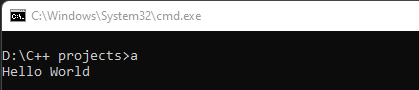 C:\Windows\System32\cmd.exe
D:\C++ projects>a
Hello World